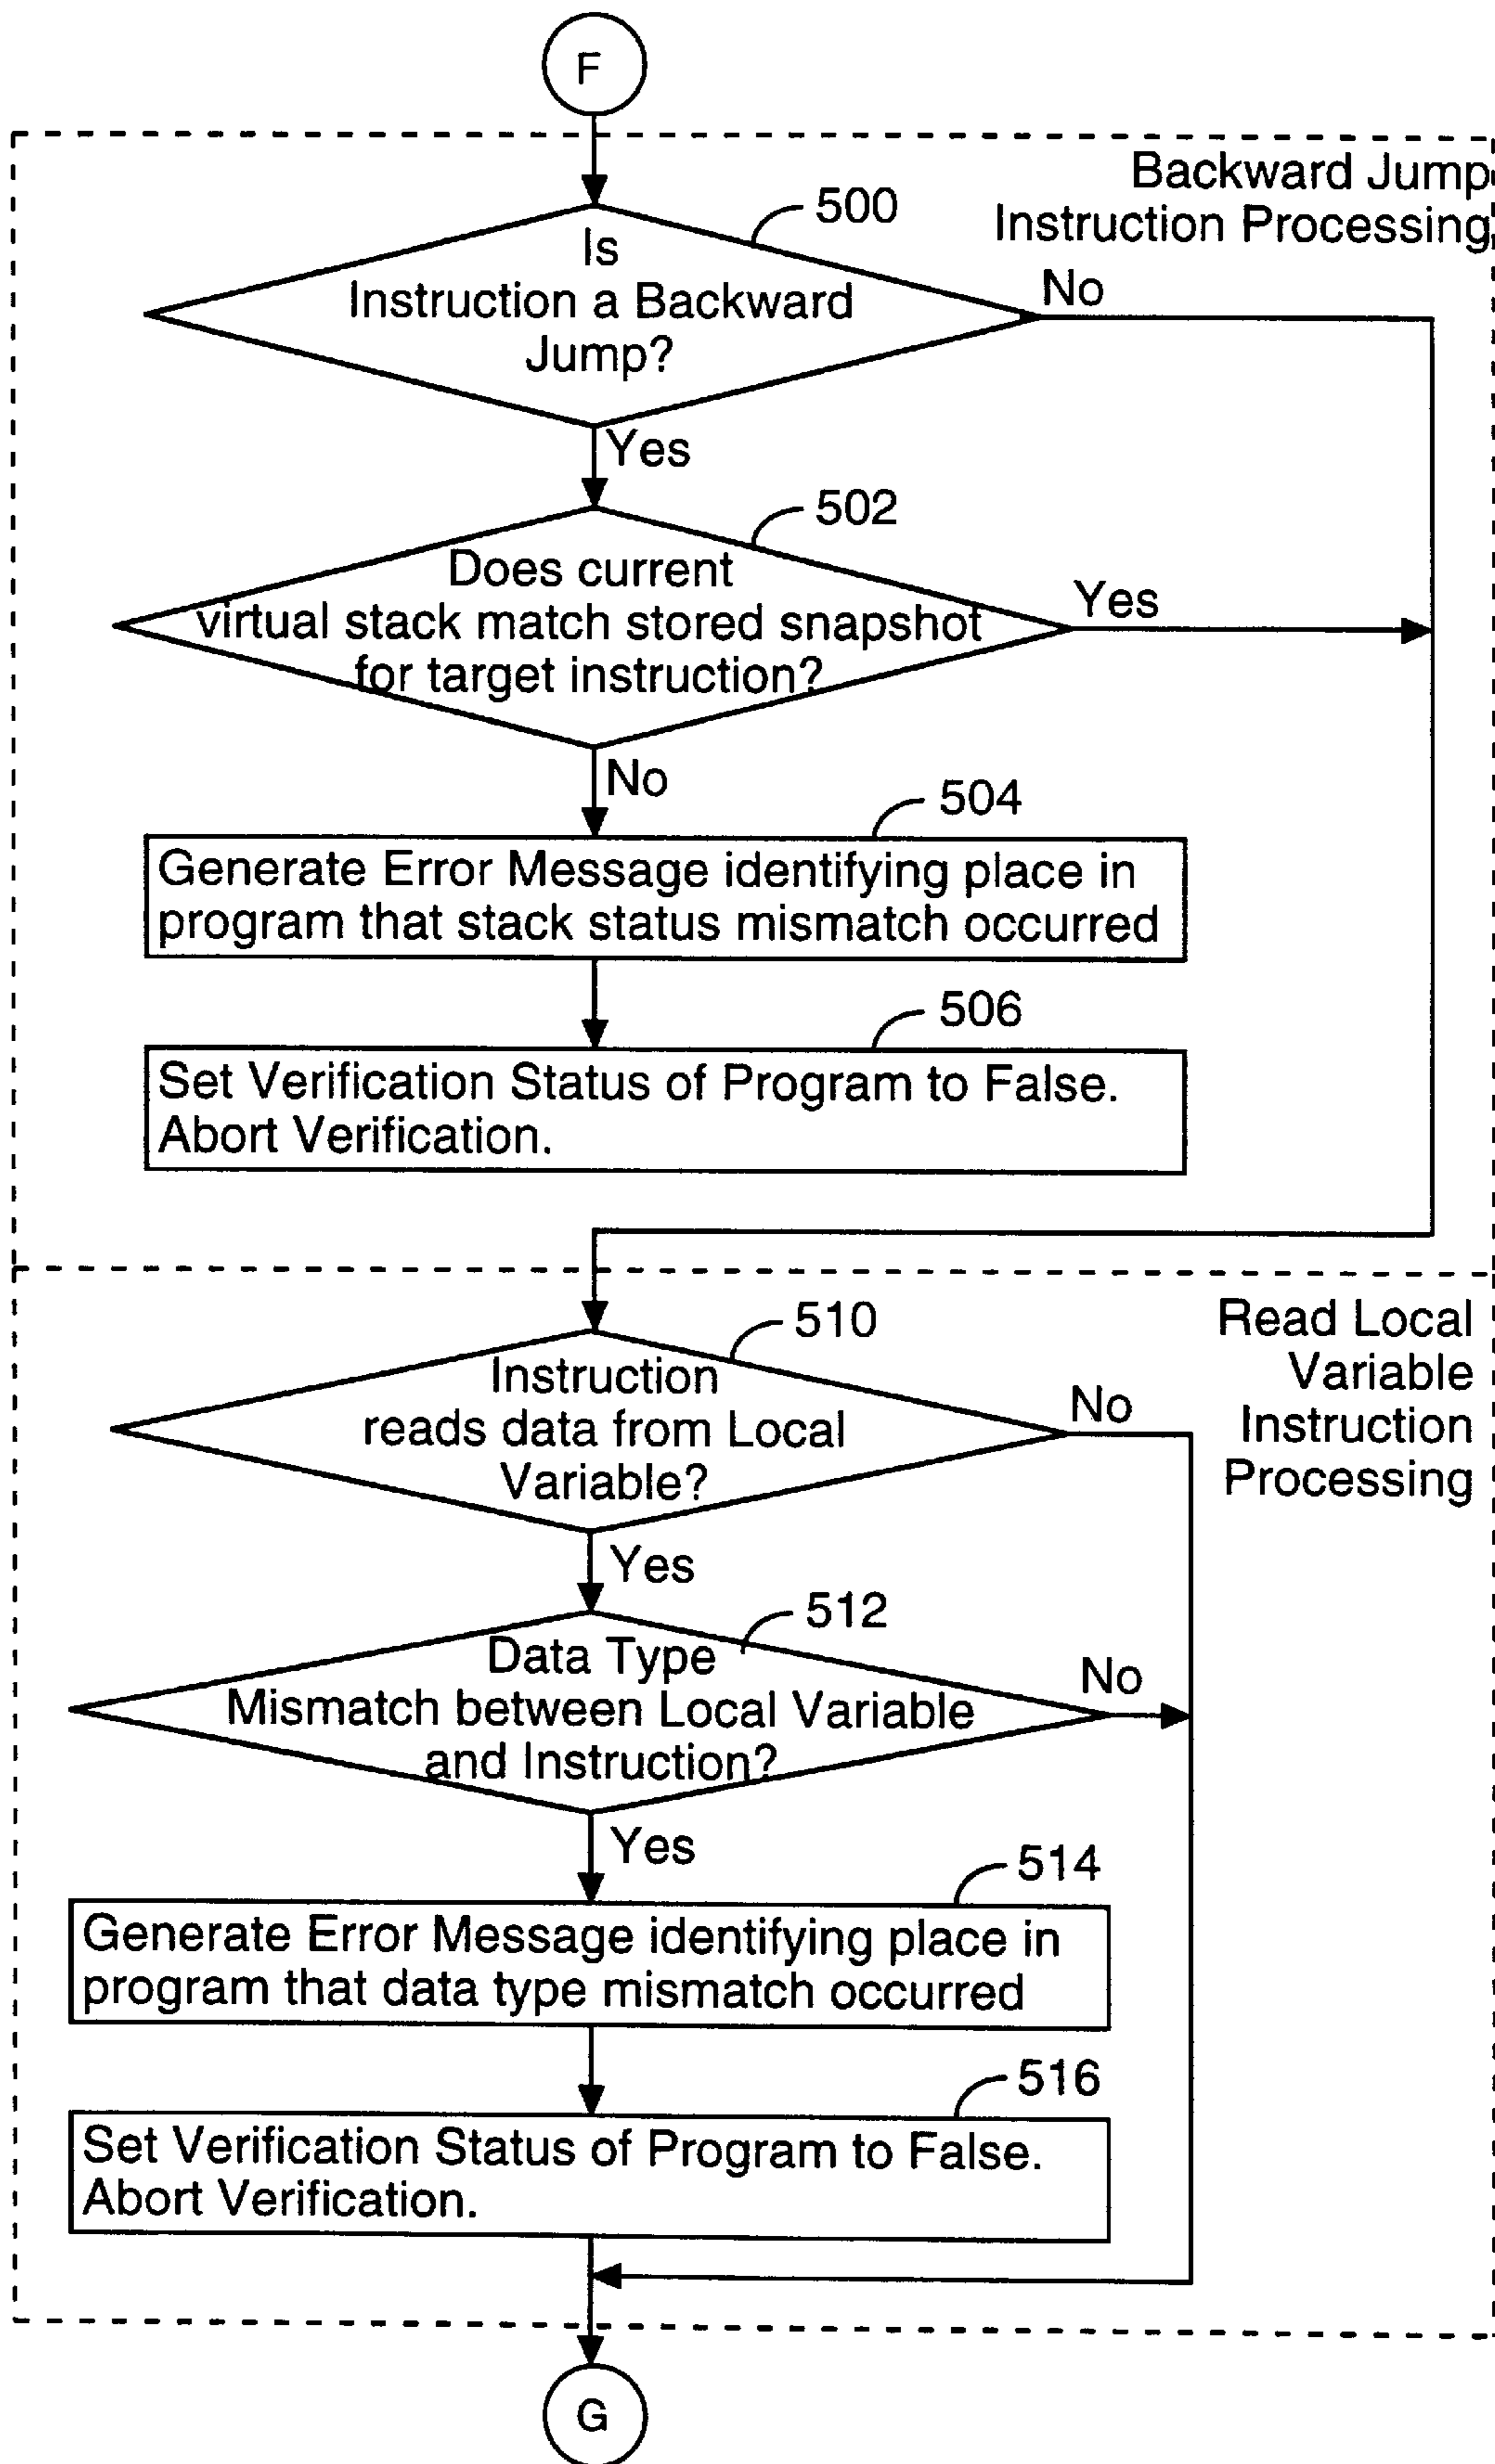 F
Backward Jump
Instruction Processing
500
Is
Instruction a Backward
Jump?
No
Yes
502
Does current
virtual stack match stored snapshot
for target instruction?
Yes
No
504
Generate Error Message identifying place in
program that stack status mismatch occurred
506
Set Verification Status of Program to False.
Abort Verification.
Read Local
Variable
Instruction
Processing
510
Instruction
reads data from Local
Variable?
No
Yes
512
Data Type
Mismatch between Local Variable
and Instruction?
No
Yes
514
Generate Error Message identifying place in
program that data type mismatch occurred
516
Set Verification Status of Program to False.
Abort Verification.
G